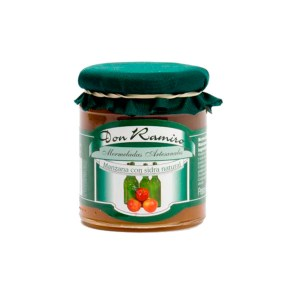 Don Ramiro
Mermeladas Artesanales
Manzana con sidra natural